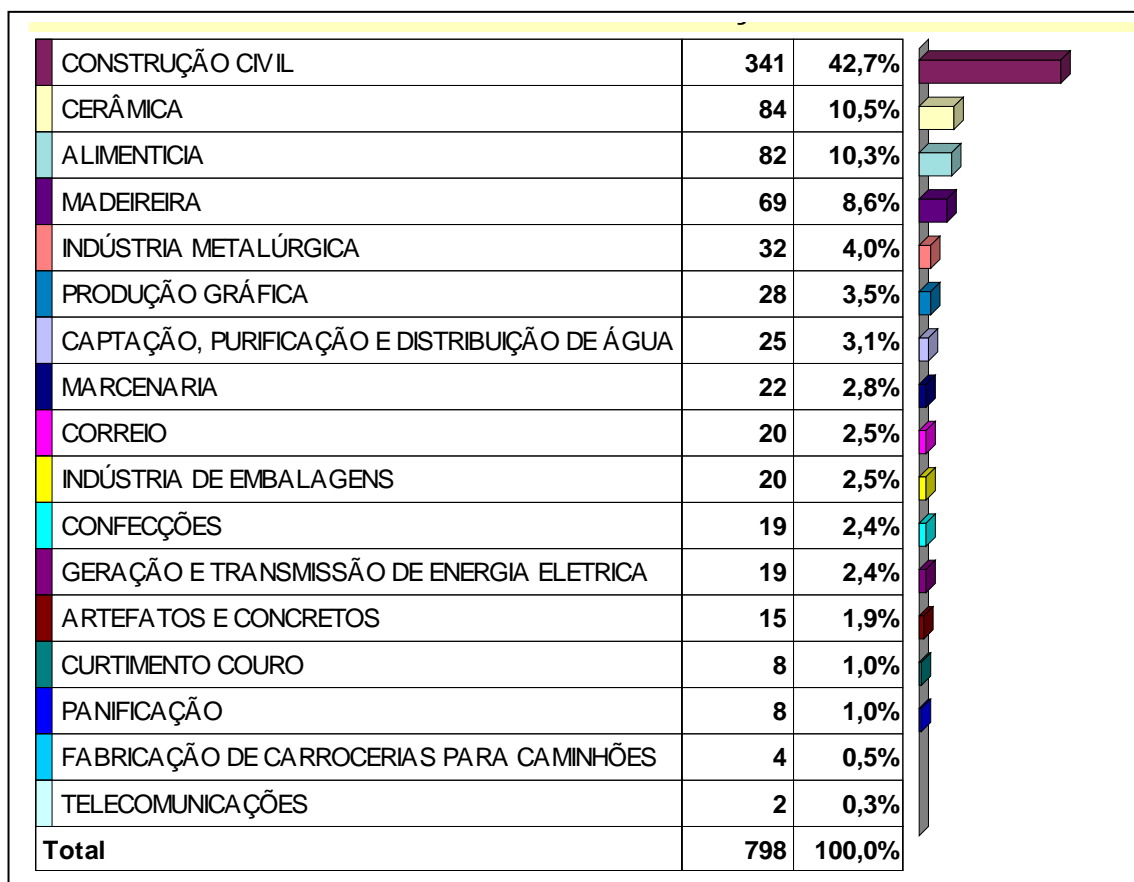 CONSTRUÇÃO CIVIL 341 42,7%
CERÂMICA 84 10,5%
ALIMENTICIA 82 10,3%
MADEIREIRA 69 8,6%
INDÚSTRIA METALÚRGICA 32 4,0%
PRODUÇÃO GRÁFICA 28 3,5%
CAPTAÇÃO, PURIFICAÇÃO E DISTRIBUIÇÃO DE ÁGUA 25 3,1%
MARCENARIA 22 2,8%
CORREIO 20 2,5%
INDÚSTRIA DE EMBALAGENS 20 2,5%
CONFECÇÕES 19 2,4%
GERAÇÃO E TRANSMISSÃO DE ENERGIA ELETRICA 19 2,4%
ARTEFATOS E CONCRETOS 15 1,9%
CURTIMENTO COURO 8 1,0%
PANIFICAÇÃO 8 1,0%
FABRICAÇÃO DE CARROCERIAS PARA CAMINHÕES 4 0,5%
TELECOMUNICAÇÕES 2 0,3%
Total 798 100,0%